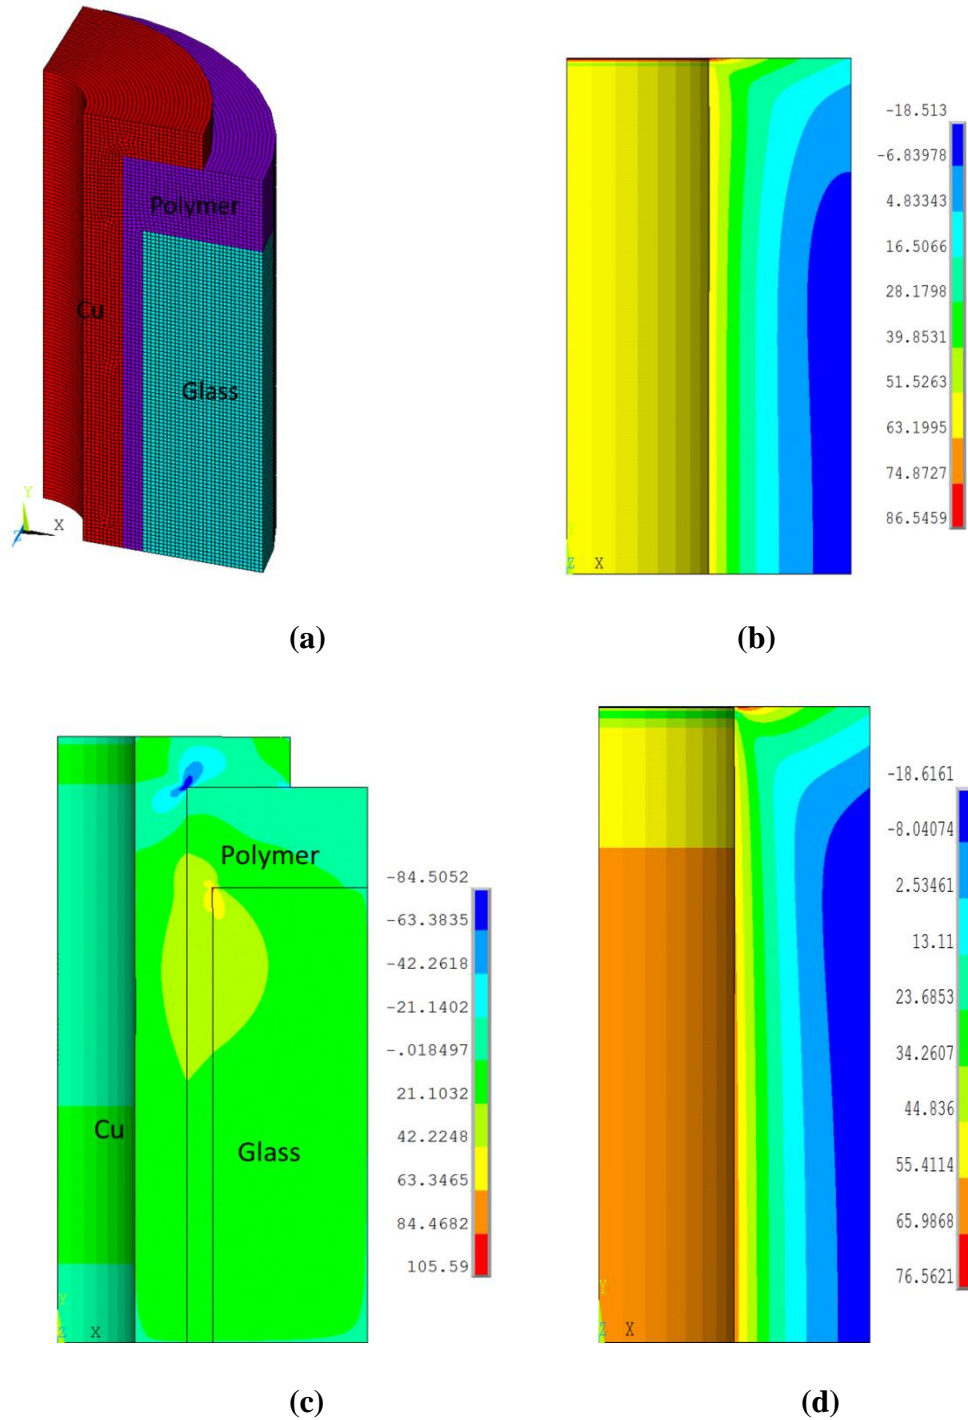 Polymer
Cu
Glass
Y
Z
X
(a)
-18.513
-6.83978
4.83343
16.5066
28.1798
39.8531
51.5263
63.1995
74.8727
86.5459
Y
Z X
(b)
Polymer
Cu
Glass
-84.5052
-63.3835
-42.2618
-21.1402
-.018497
21.1032
42.2248
63.3465
84.4682
105.59
Y
Z X
(c)
-18.6161
-8.04074
2.53461
13.11
23.6853
34.2607
44.836
55.4114
65.9868
76.5621
Y
Z X
(d)